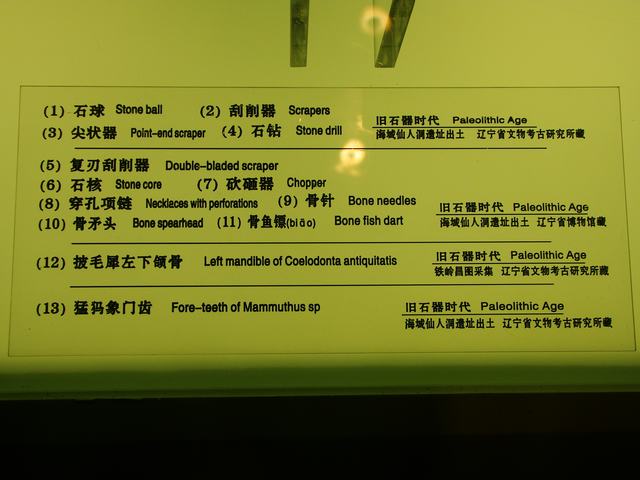 (1) 石球 Stone ball (2) 刮削器 Scrapers
(3) 尖状器 Point-end scraper (4) 石钻 Stone drill
旧石器时代 Paleolithic Age
海城仙人洞遗址出土 辽宁省文物考古研究所藏
(5) 复刃刮削器 Double-bladed scraper
(6) 石核 Stone core (7) 砍砸器 Chopper
(8) 穿孔项链 Necklaces with perforations (9) 骨针 Bone needles
(10) 骨矛头 Bone spearhead (11) 骨鱼镖(biāo) Bone fish dart
旧石器时代 Paleolithic Age
海城仙人洞遗址出土 辽宁省博物馆藏
(12) 披毛犀左下颌骨 Left mandible of Coelodonta antiquitatis
旧石器时代 Paleolithic Age
铁岭昌图采集 辽宁省文物考古研究所藏
(13) 猛犸象门齿 Fore-teeth of Mammuthus sp
旧石器时代 Paleolithic Age
海城仙人洞遗址出土 辽宁省文物考古研究所藏